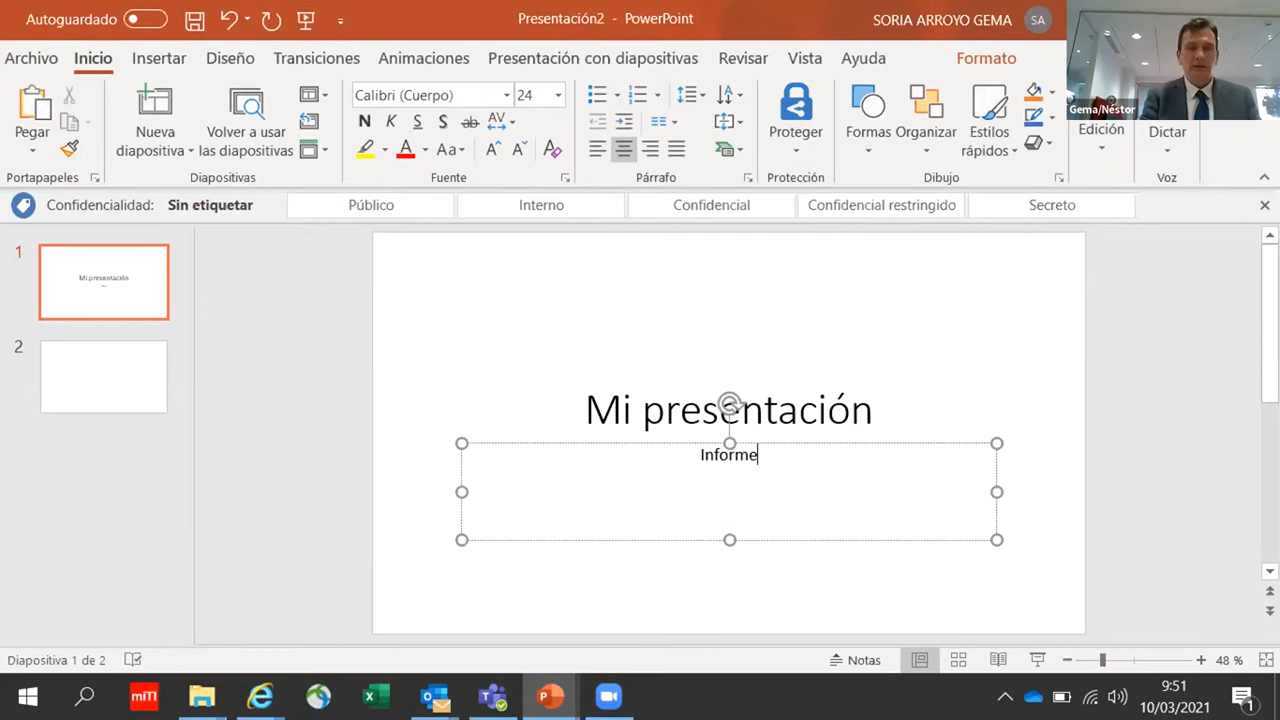 Autoguardado
Presentación2 - PowerPoint
SORIA ARROYO GEMA SA
Archivo Inicio Insertar Diseño Transiciones Animaciones Presentación con diapositivas Revisar Vista Ayuda Formato
Gema/Néstor
Calibri (Cuerpo) 24
Pegar
Nueva diapositiva
Volver a usar las diapositivas
N K S S ab AV
A Aa A A A
Proteger
Formas
Organizar
Estilos rápidos
Edición
Dictar
Portapapeles Diapositivas Fuente Párrafo Protección Dibujo Voz
Confidencialidad: Sin etiquetar Público Interno Confidencial Confidencial restringido Secreto
1
Mi presentación
2
Mi presentación
Informe
Diapositiva 1 de 2 Notas 48 %
miTI
9:51
10/03/2021
1